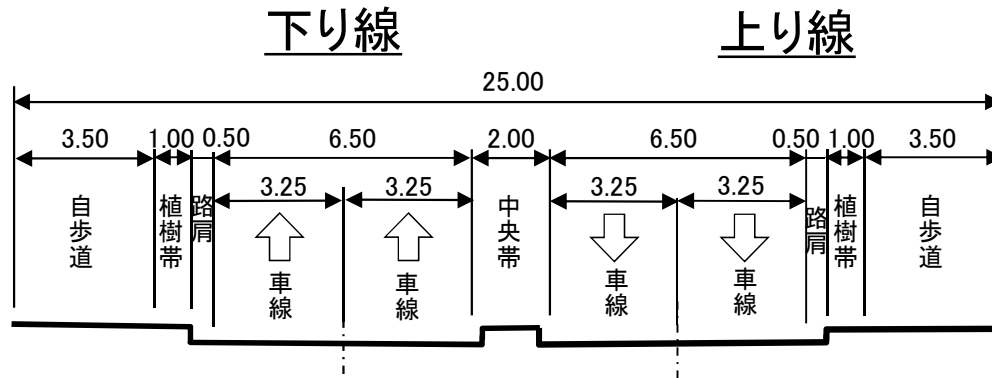 下り線 上り線
25.00
3.50 1.00 0.50 6.50 2.00 6.50 0.50 1.00 3.50
3.25 3.25 3.25 3.25
自歩道 植樹帯 路肩 車線 車線 中央帯 車線 車線 路肩 植樹帯 自歩道